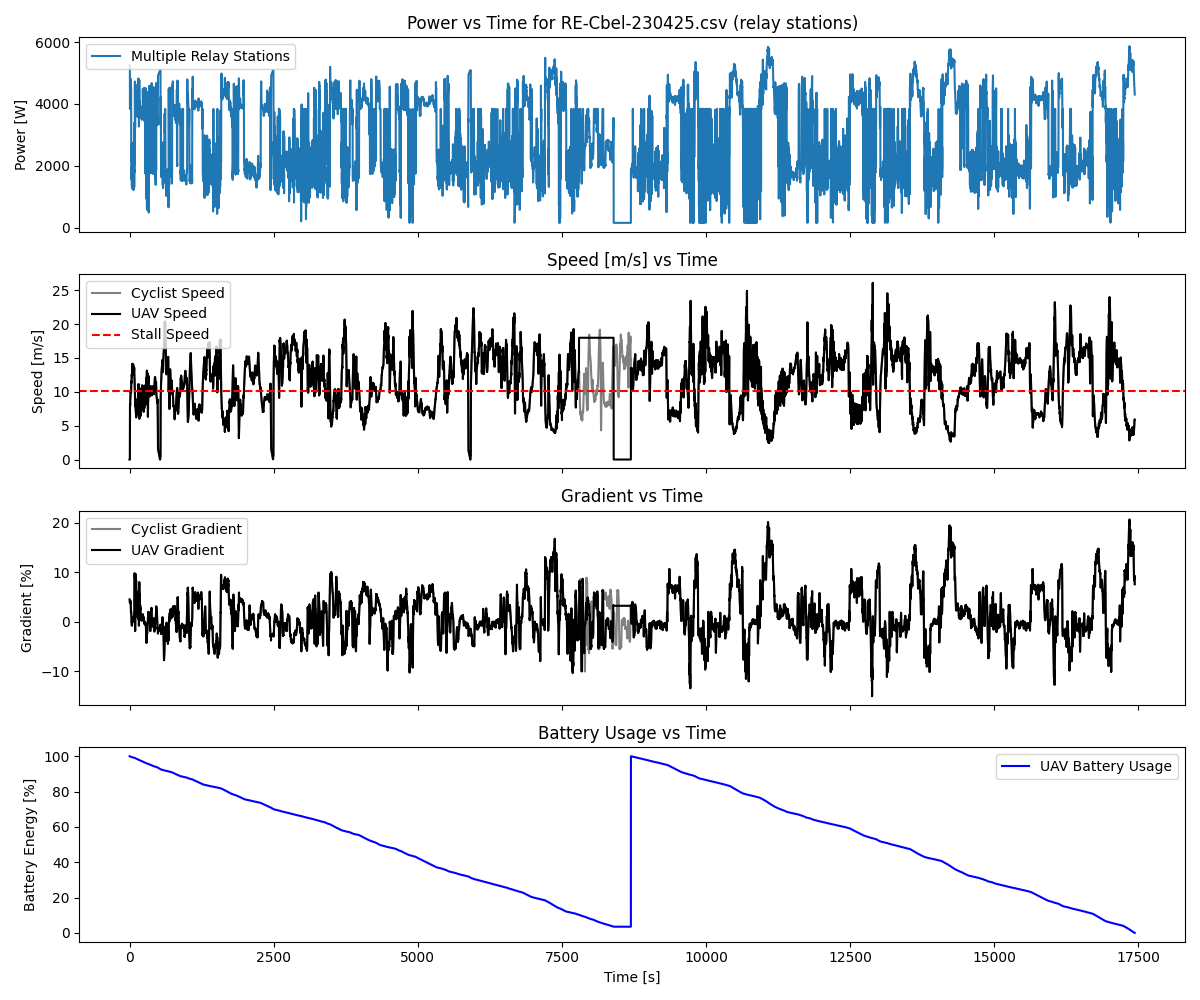 Power vs Time for RE-Cbel-230425.csv (relay stations)
6000
4000
2000
0
Power [W]
Multiple Relay Stations
Speed [m/s] vs Time
25
20
15
10
5
0
Speed [m/s]
Cyclist Speed
UAV Speed
Stall Speed
Gradient vs Time
20
10
0
−10
Gradient [%]
Cyclist Gradient
UAV Gradient
Battery Usage vs Time
100
80
60
40
20
0
Battery Energy [%]
UAV Battery Usage
0 2500 5000 7500 10000 12500 15000 17500
Time [s]